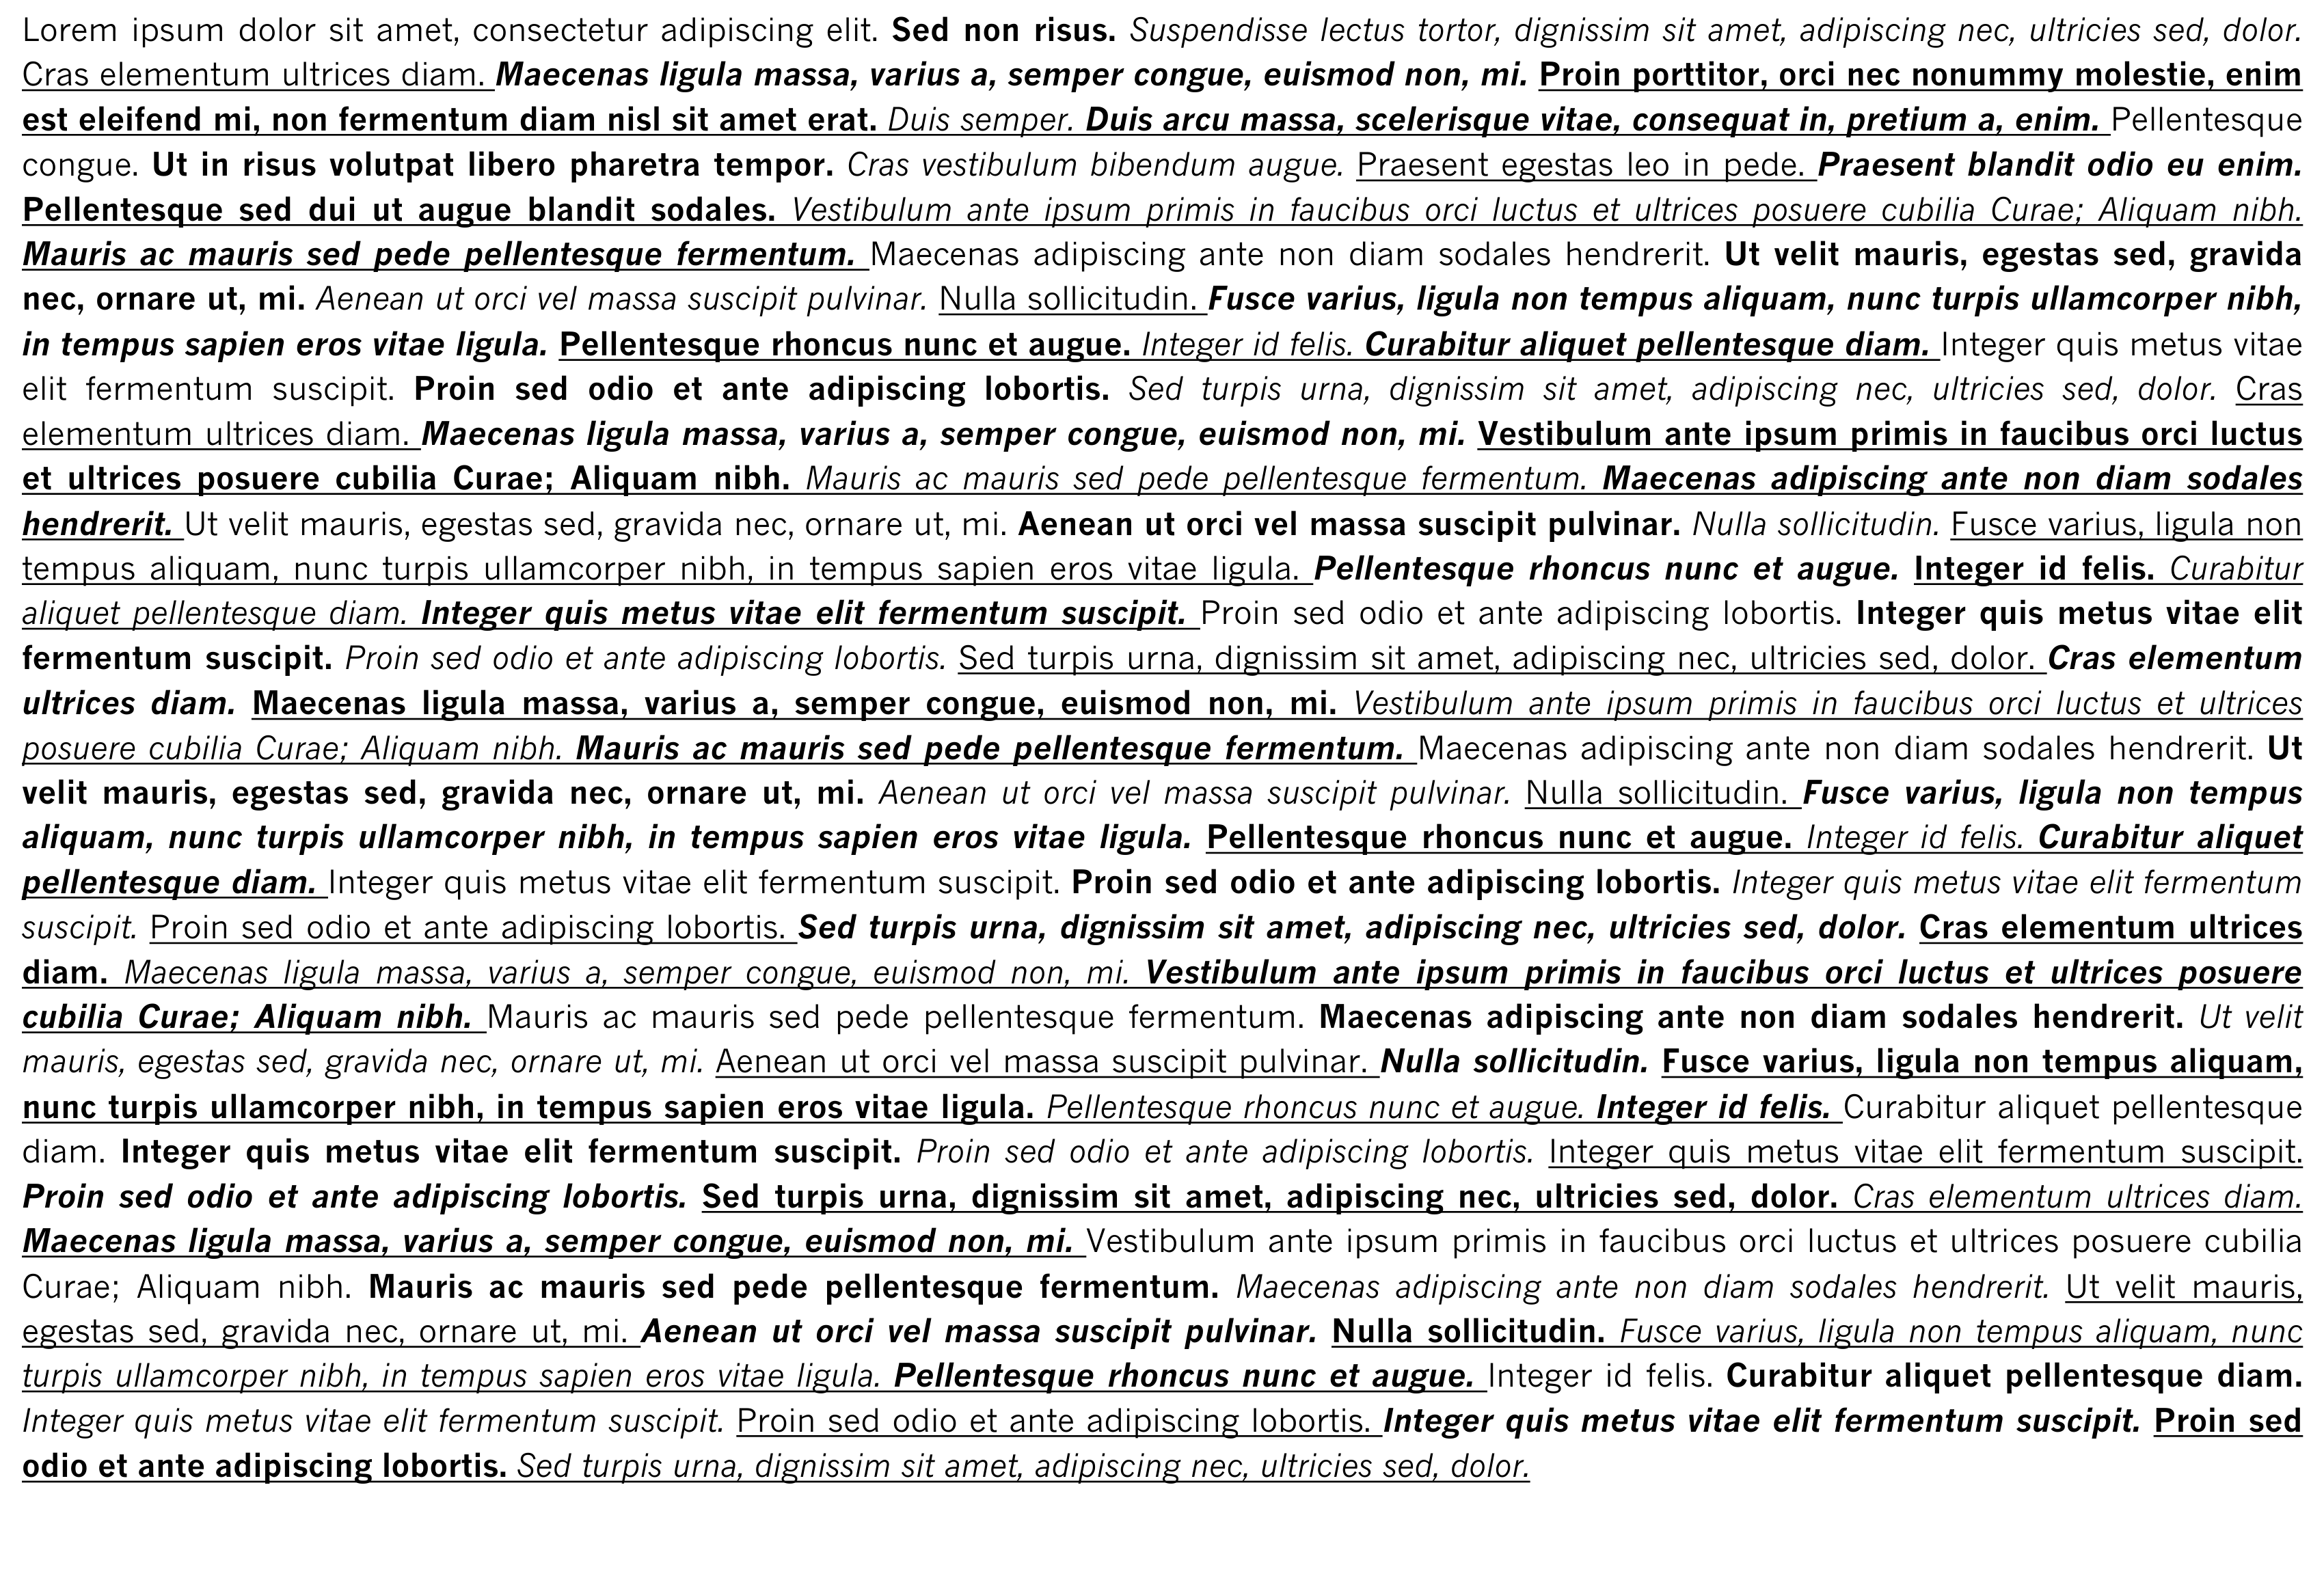 Lorem ipsum dolor sit amet, consectetur adipiscing elit. Sed non risus. Suspendisse lectus tortor, dignissim sit amet, adipiscing nec, ultricies sed, dolor.
Cras elementum ultrices diam. Maecenas ligula massa, varius a, semper congue, euismod non, mi. Proin porttitor, orci nec nonummy molestie, enim
est eleifend mi, non fermentum diam nisl sit amet erat. Duis semper. Duis arcu massa, scelerisque vitae, consequat in, pretium a, enim. Pellentesque
congue. Ut in risus volutpat libero pharetra tempor. Cras vestibulum bibendum augue. Praesent egestas leo in pede. Praesent blandit odio eu enim.
Pellentesque sed dui ut augue blandit sodales. Vestibulum ante ipsum primis in faucibus orci luctus et ultrices posuere cubilia Curae; Aliquam nibh.
Mauris ac mauris sed pede pellentesque fermentum. Maecenas adipiscing ante non diam sodales hendrerit. Ut velit mauris, egestas sed, gravida
nec, ornare ut, mi. Aenean ut orci vel massa suscipit pulvinar. Nulla sollicitudin. Fusce varius, ligula non tempus aliquam, nunc turpis ullamcorper nibh,
in tempus sapien eros vitae ligula. Pellentesque rhoncus nunc et augue. Integer id felis. Curabitur aliquet pellentesque diam. Integer quis metus vitae
elit fermentum suscipit. Proin sed odio et ante adipiscing lobortis. Sed turpis urna, dignissim sit amet, adipiscing nec, ultricies sed, dolor. Cras
elementum ultrices diam. Maecenas ligula massa, varius a, semper congue, euismod non, mi. Vestibulum ante ipsum primis in faucibus orci luctus
et ultrices posuere cubilia Curae; Aliquam nibh. Mauris ac mauris sed pede pellentesque fermentum. Maecenas adipiscing ante non diam sodales
hendrerit. Ut velit mauris, egestas sed, gravida nec, ornare ut, mi. Aenean ut orci vel massa suscipit pulvinar. Nulla sollicitudin. Fusce varius, ligula non
tempus aliquam, nunc turpis ullamcorper nibh, in tempus sapien eros vitae ligula. Pellentesque rhoncus nunc et augue. Integer id felis. Curabitur
aliquet pellentesque diam. Integer quis metus vitae elit fermentum suscipit. Proin sed odio et ante adipiscing lobortis. Integer quis metus vitae elit
fermentum suscipit. Proin sed odio et ante adipiscing lobortis. Sed turpis urna, dignissim sit amet, adipiscing nec, ultricies sed, dolor. Cras elementum
ultrices diam. Maecenas ligula massa, varius a, semper congue, euismod non, mi. Vestibulum ante ipsum primis in faucibus orci luctus et ultrices
posuere cubilia Curae; Aliquam nibh. Mauris ac mauris sed pede pellentesque fermentum. Maecenas adipiscing ante non diam sodales hendrerit. Ut
velit mauris, egestas sed, gravida nec, ornare ut, mi. Aenean ut orci vel massa suscipit pulvinar. Nulla sollicitudin. Fusce varius, ligula non tempus
aliquam, nunc turpis ullamcorper nibh, in tempus sapien eros vitae ligula. Pellentesque rhoncus nunc et augue. Integer id felis. Curabitur aliquet
pellentesque diam. Integer quis metus vitae elit fermentum suscipit. Proin sed odio et ante adipiscing lobortis. Integer quis metus vitae elit fermentum
suscipit. Proin sed odio et ante adipiscing lobortis. Sed turpis urna, dignissim sit amet, adipiscing nec, ultricies sed, dolor. Cras elementum ultrices
diam. Maecenas ligula massa, varius a, semper congue, euismod non, mi. Vestibulum ante ipsum primis in faucibus orci luctus et ultrices posuere
cubilia Curae; Aliquam nibh. Mauris ac mauris sed pede pellentesque fermentum. Maecenas adipiscing ante non diam sodales hendrerit. Ut velit
mauris, egestas sed, gravida nec, ornare ut, mi. Aenean ut orci vel massa suscipit pulvinar. Nulla sollicitudin. Fusce varius, ligula non tempus aliquam,
nunc turpis ullamcorper nibh, in tempus sapien eros vitae ligula. Pellentesque rhoncus nunc et augue. Integer id felis. Curabitur aliquet pellentesque
diam. Integer quis metus vitae elit fermentum suscipit. Proin sed odio et ante adipiscing lobortis. Integer quis metus vitae elit fermentum suscipit.
Proin sed odio et ante adipiscing lobortis. Sed turpis urna, dignissim sit amet, adipiscing nec, ultricies sed, dolor. Cras elementum ultrices diam.
Maecenas ligula massa, varius a, semper congue, euismod non, mi. Vestibulum ante ipsum primis in faucibus orci luctus et ultrices posuere cubilia
Curae; Aliquam nibh. Mauris ac mauris sed pede pellentesque fermentum. Maecenas adipiscing ante non diam sodales hendrerit. Ut velit mauris,
egestas sed, gravida nec, ornare ut, mi. Aenean ut orci vel massa suscipit pulvinar. Nulla sollicitudin. Fusce varius, ligula non tempus aliquam, nunc
turpis ullamcorper nibh, in tempus sapien eros vitae ligula. Pellentesque rhoncus nunc et augue. Integer id felis. Curabitur aliquet pellentesque diam.
Integer quis metus vitae elit fermentum suscipit. Proin sed odio et ante adipiscing lobortis. Integer quis metus vitae elit fermentum suscipit. Proin sed
odio et ante adipiscing lobortis. Sed turpis urna, dignissim sit amet, adipiscing nec, ultricies sed, dolor.